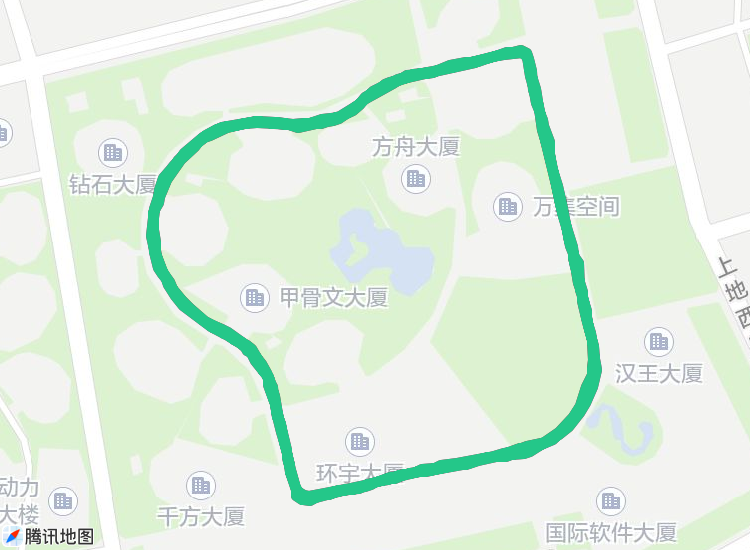 方舟大厦
钻石大厦
万集空间
甲骨文大厦
上地西
汉王大厦
环宇大厦
动力
大楼
千方大厦
国际软件大厦
腾讯地图